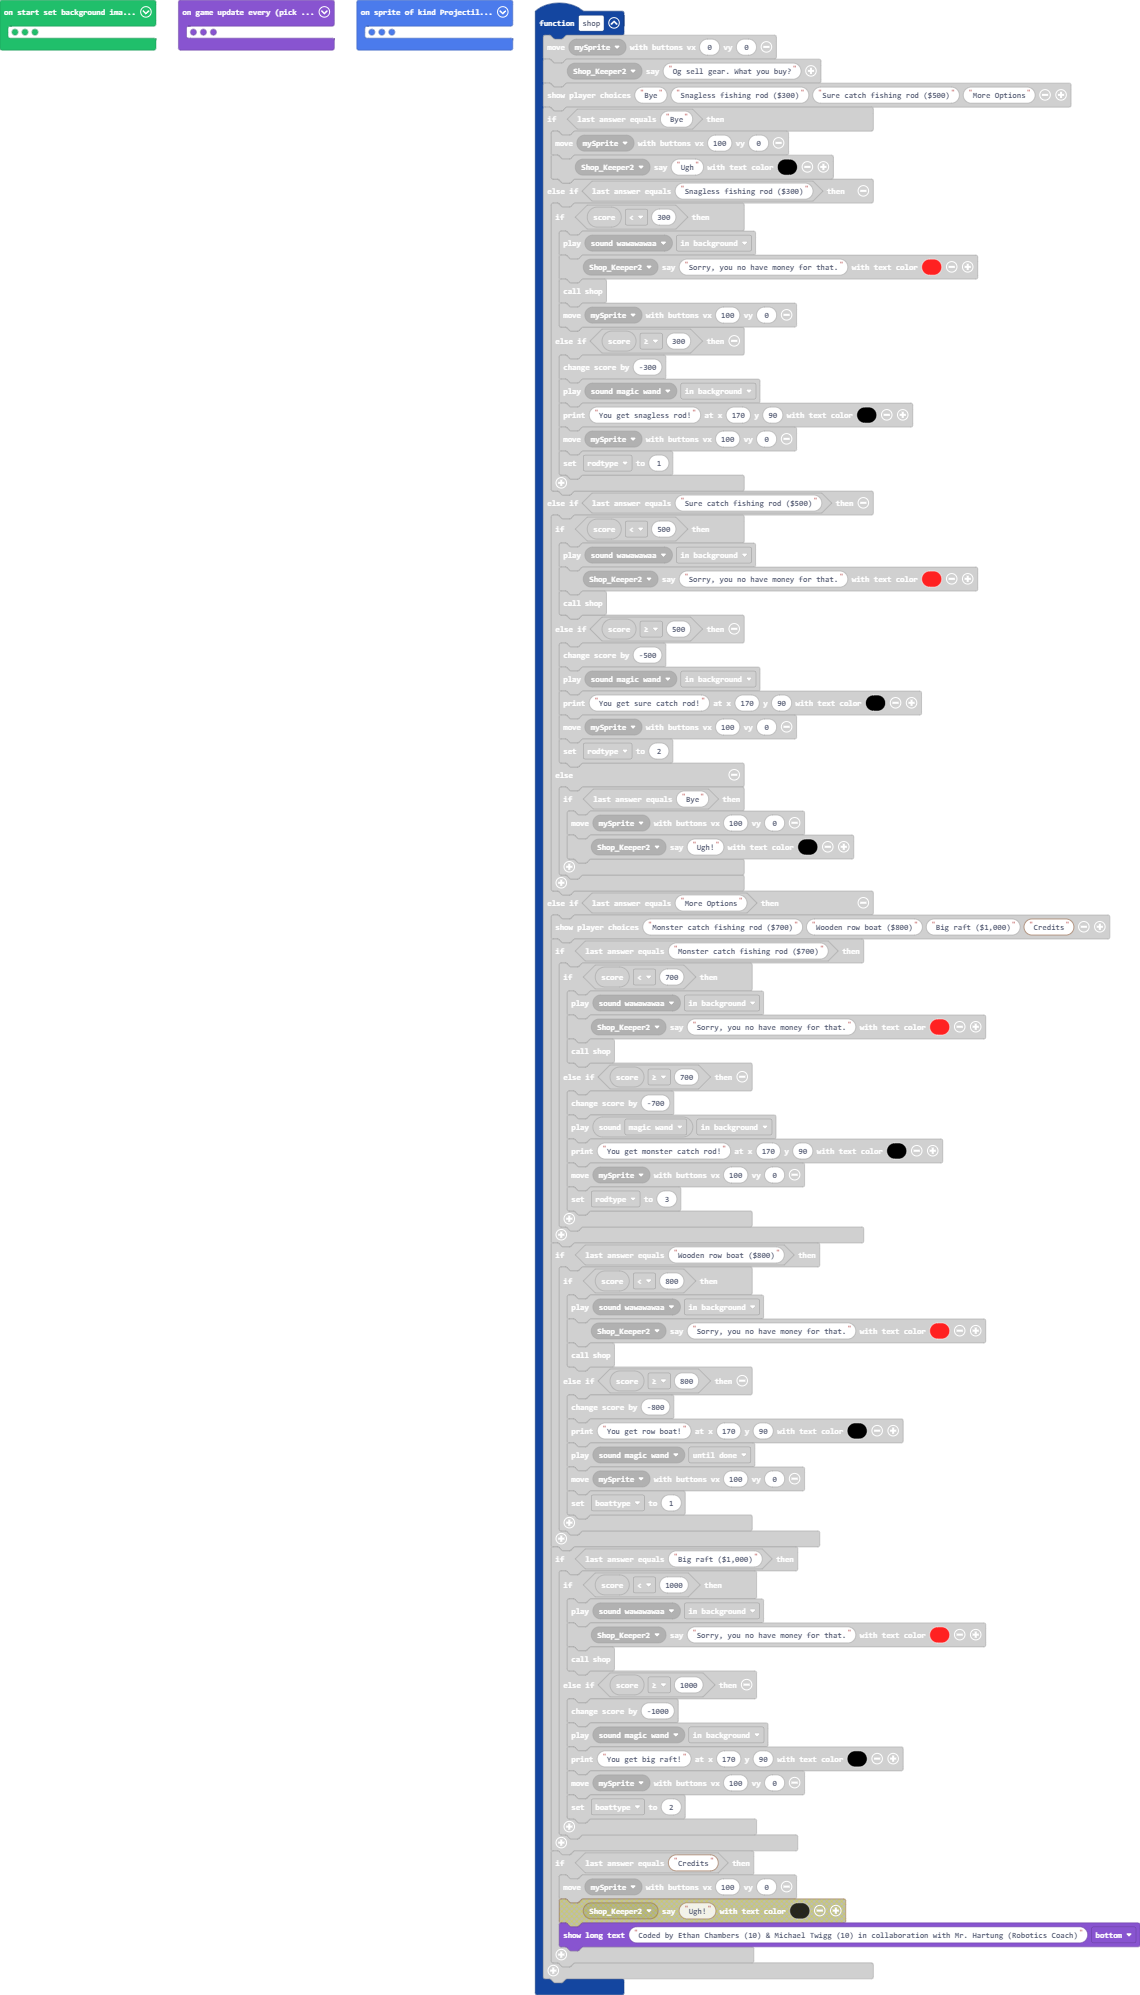 on start set background ima...
on game update every (pick ...
on sprite of kind Projectil...
function shop
move mySprite with buttons vx 0 vy 0
Shop_Keeper2 say "Og sell gear. What you buy?"
show player choices "Bye" "Snagless fishing rod ($300)" "Sure catch fishing rod ($500)" "More Options"
if last answer equals "Bye" then
move mySprite with buttons vx 100 vy 0
Shop_Keeper2 say "Ugh" with text color
else if last answer equals "Snagless fishing rod ($300)" then
if score < 300 then
play sound wawawawaa in background
Shop_Keeper2 say "Sorry, you no have money for that." with text color
call shop
move mySprite with buttons vx 100 vy 0
else if score ≥ 300 then
change score by -300
play sound magic wand in background
print "You get snagless rod!" at x 170 y 90 with text color
move mySprite with buttons vx 100 vy 0
set rodtype to 1
else if last answer equals "Sure catch fishing rod ($500)" then
if score < 500 then
play sound wawawawaa in background
Shop_Keeper2 say "Sorry, you no have money for that." with text color
call shop
else if score ≥ 500 then
change score by -500
play sound magic wand in background
print "You get sure catch rod!" at x 170 y 90 with text color
move mySprite with buttons vx 100 vy 0
set rodtype to 2
else
if last answer equals "Bye" then
move mySprite with buttons vx 100 vy 0
Shop_Keeper2 say "Ugh!" with text color
else if last answer equals "More Options" then
show player choices "Monster catch fishing rod ($700)" "Wooden row boat ($800)" "Big raft ($1,000)" "Credits"
if last answer equals "Monster catch fishing rod ($700)" then
if score < 700 then
play sound wawawawaa in background
Shop_Keeper2 say "Sorry, you no have money for that." with text color
call shop
else if score ≥ 700 then
change score by -700
play sound magic wand in background
print "You get monster catch rod!" at x 170 y 90 with text color
move mySprite with buttons vx 100 vy 0
set rodtype to 3
if last answer equals "Wooden row boat ($800)" then
if score < 800 then
play sound wawawawaa in background
Shop_Keeper2 say "Sorry, you no have money for that." with text color
call shop
else if score ≥ 800 then
change score by -800
print "You get row boat!" at x 170 y 90 with text color
play sound magic wand until done
move mySprite with buttons vx 100 vy 0
set boattype to 1
if last answer equals "Big raft ($1,000)" then
if score < 1000 then
play sound wawawawaa in background
Shop_Keeper2 say "Sorry, you no have money for that." with text color
call shop
else if score ≥ 1000 then
change score by -1000
play sound magic wand in background
print "You get big raft!" at x 170 y 90 with text color
move mySprite with buttons vx 100 vy 0
set boattype to 2
if last answer equals "Credits" then
move mySprite with buttons vx 100 vy 0
Shop_Keeper2 say "Ugh!" with text color
show long text "Coded by Ethan Chambers (10) & Michael Twigg (10) in collaboration with Mr. Hartung (Robotics Coach)" bottom